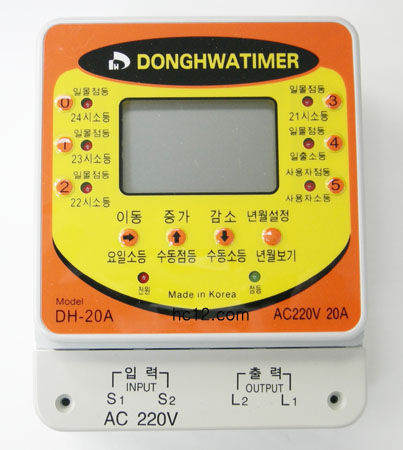 DH DONGHWATIMER
일몰점등
0
24시소등
일몰점등
1
23시소등
일몰점등
2
22시소등
일몰점등
3
21시소등
일몰점등
4
일출소등
사용자점등
5
사용자소등
이동 증가 감소 년월설정
요일소등 수동점등 수동소등 년월보기
전원 점등
Made in Korea
Model
DH-20A
hc12.com
AC220V 20A
입력
INPUT
S1 S2
출력
OUTPUT
L2 L1
AC 220V